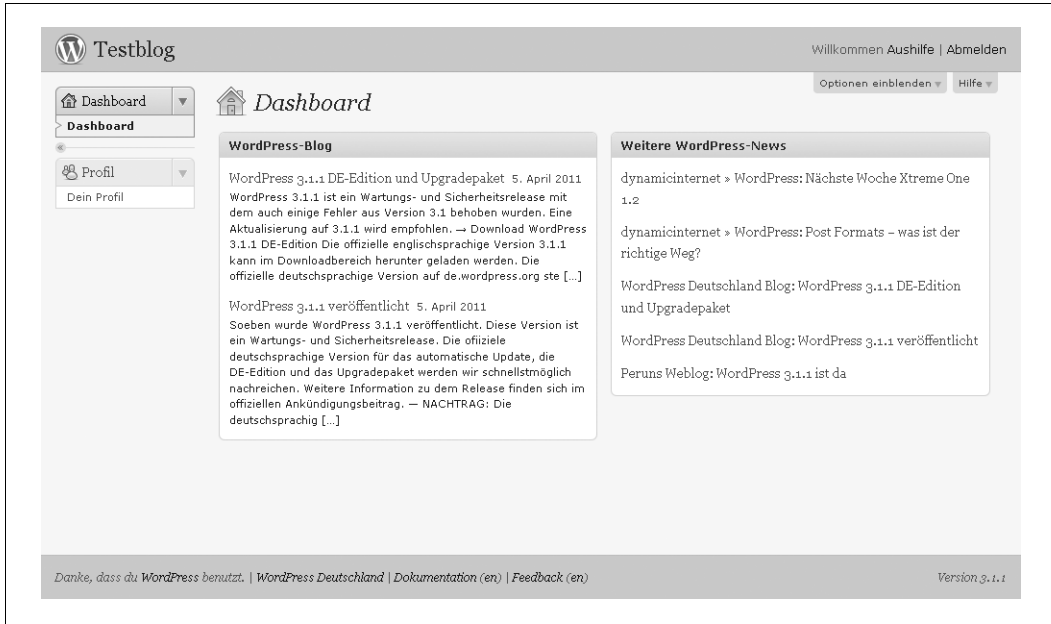 Testblog
Willkommen Aushilfe | Abmelden
Optionen einblenden
Hilfe
Dashboard
Dashboard
Profil
Dein Profil
Dashboard
WordPress-Blog
WordPress 3.1.1 DE-Edition und Upgradepaket 5. April 2011
WordPress 3.1.1 ist ein Wartungs- und Sicherheitsrelease mit
dem auch einige Fehler aus Version 3.1 behoben wurden. Eine
Aktualisierung auf 3.1.1 wird empfohlen. → Download WordPress
3.1.1 DE-Edition Die offizielle englischsprachige Version 3.1.1
kann im Downloadbereich herunter geladen werden. Die
offizielle deutschsprachige Version auf de.wordpress.org ste [...]
WordPress 3.1.1 veröffentlicht 5. April 2011
Soeben wurde WordPress 3.1.1 veröffentlicht. Diese Version ist
ein Wartungs- und Sicherheitsrelease. Die ofiiziele
deutschsprachige Version für das automatische Update, die
DE-Edition und das Upgradepaket werden wir schnellstmöglich
nachreichen. Weitere Information zu dem Release finden sich im
offiziellen Ankündigungsbeitrag. — NACHTRAG: Die
deutschsprachig [...]
Weitere WordPress-News
dynamicinternet » WordPress: Nächste Woche Xtreme One
1.2
dynamicinternet » WordPress: Post Formats – was ist der
richtige Weg?
WordPress Deutschland Blog: WordPress 3.1.1 DE-Edition
und Upgradepaket
WordPress Deutschland Blog: WordPress 3.1.1 veröffentlicht
Peruns Weblog: WordPress 3.1.1 ist da
Danke, dass du WordPress benutzt. | WordPress Deutschland | Dokumentation (en) | Feedback (en)
Version 3.1.1